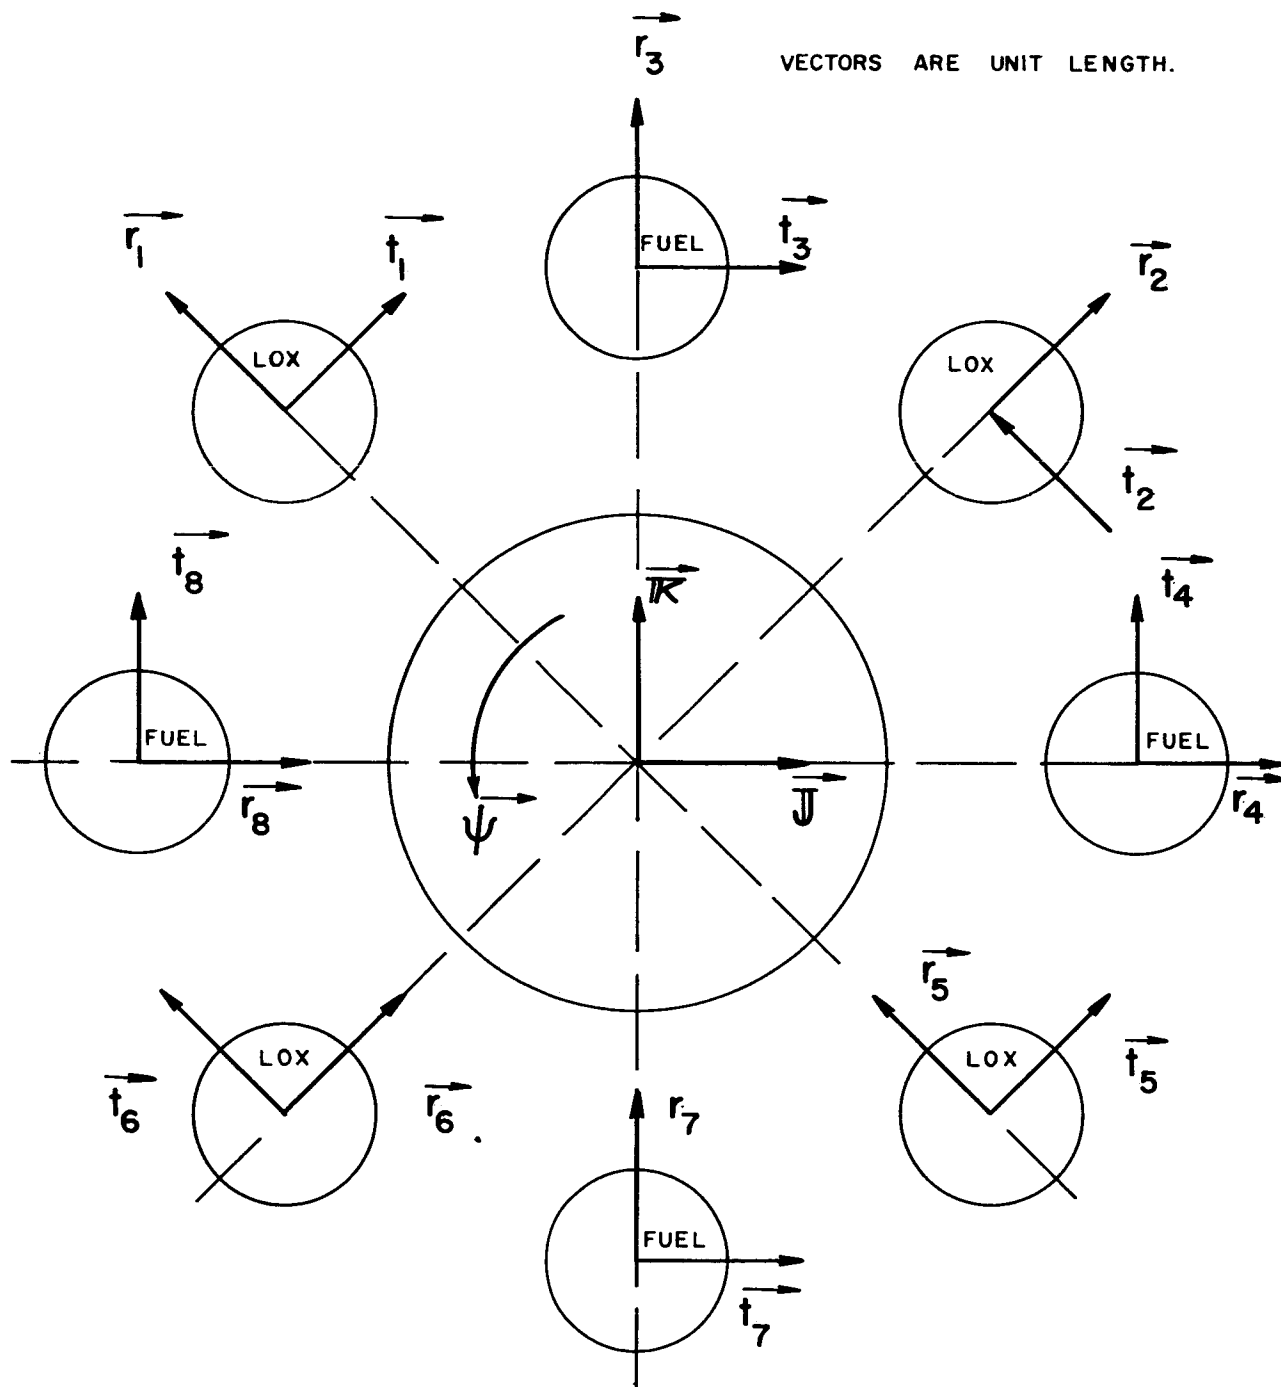 r₃
VECTORS ARE UNIT LENGTH.
r₁
t₁
FUEL
t₃
r₂
LOX
LOX
t₂
t₈
K
t₄
FUEL
FUEL
r₈
ψ
J
r₄
r₅
LOX
LOX
t₅
t₆
r₆
r₇
FUEL
t₇